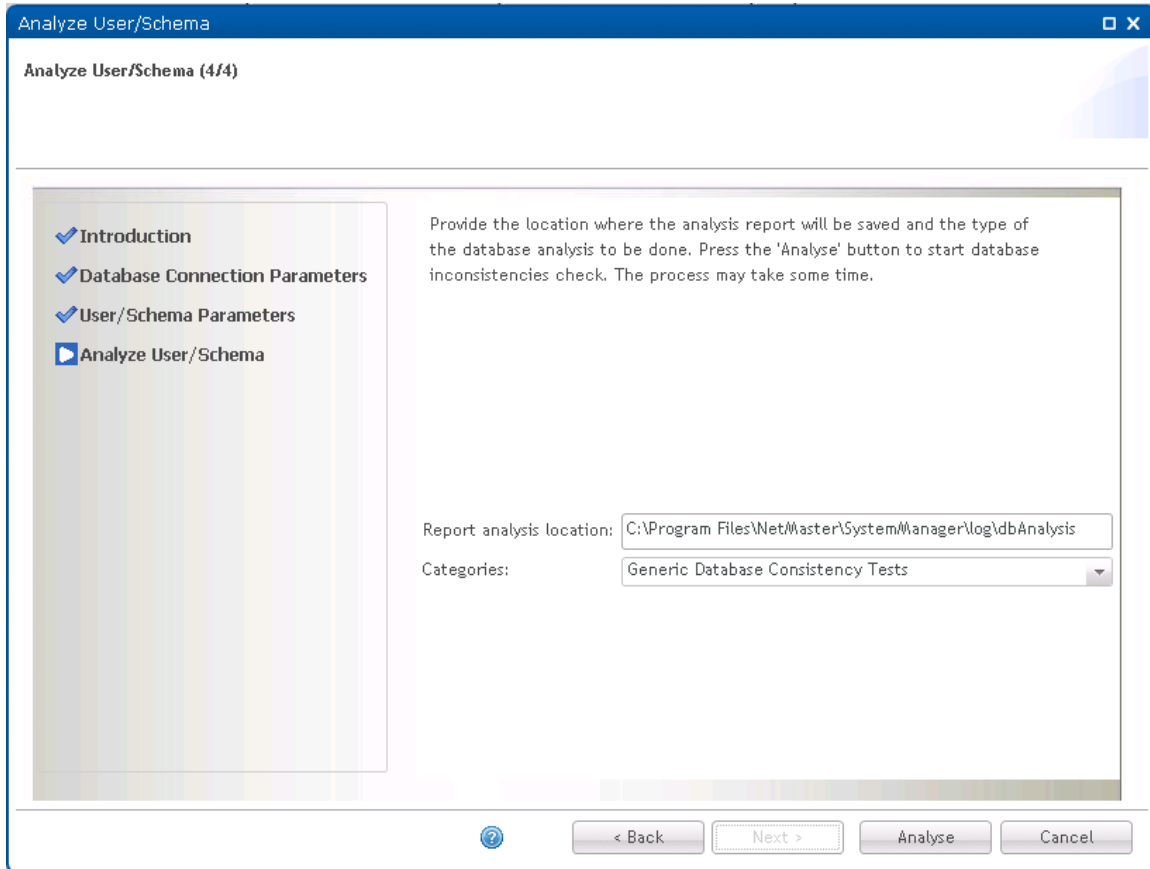 Analyze User/Schema
Analyze User/Schema (4/4)
Introduction
Database Connection Parameters
User/Schema Parameters
Analyze User/Schema
Provide the location where the analysis report will be saved and the type of
the database analysis to be done. Press the 'Analyse' button to start database
inconsistencies check. The process may take some time.
Report analysis location: C:\Program Files\NetMaster\SystemManager\log\dbAnalysis
Categories: Generic Database Consistency Tests
? < Back Next > Analyse Cancel